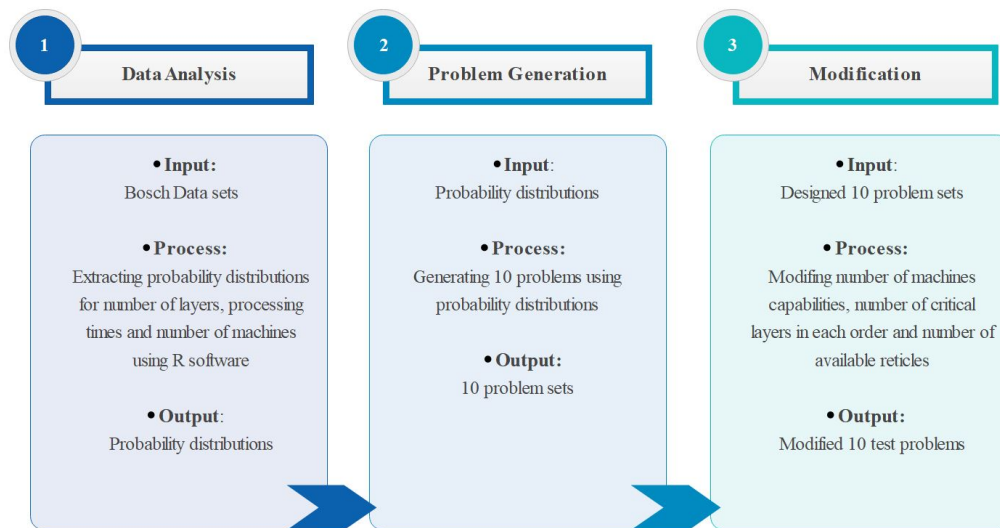 1
Data Analysis
• Input:
Bosch Data sets
• Process:
Extracting probability distributions
for number of layers, processing
times and number of machines
using R software
• Output:
Probability distributions
2
Problem Generation
• Input:
Probability distributions
• Process:
Generating 10 problems using
probability distributions
• Output:
10 problem sets
3
Modification
• Input:
Designed 10 problem sets
• Process:
Modifing number of machines
capabilities, number of critical
layers in each order and number of
available reticles
• Output:
Modified 10 test problems